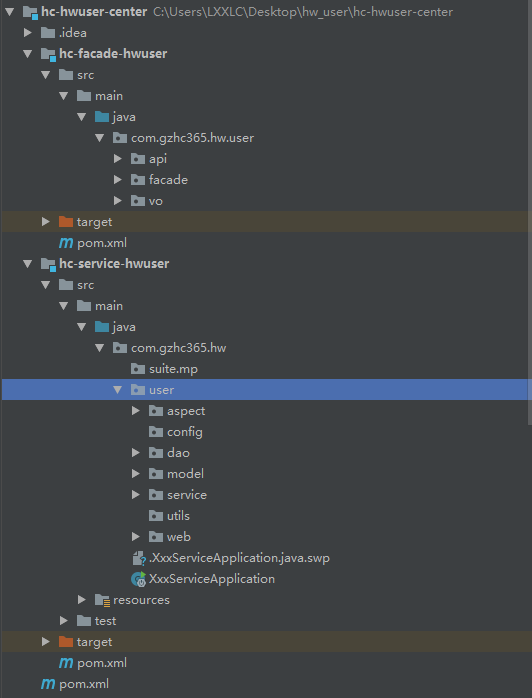 hc-hwuser-center C:\Users\LXXLC\Desktop\hw_user\hc-hwuser-center
.idea
hc-facade-hwuser
src
main
java
com.gzhc365.hw.user
api
facade
vo
target
pom.xml
hc-service-hwuser
src
main
java
com.gzhc365.hw
suite.mp
user
aspect
config
dao
model
service
utils
web
.XxxServiceApplication.java.swp
XxxServiceApplication
resources
test
target
pom.xml
pom.xml